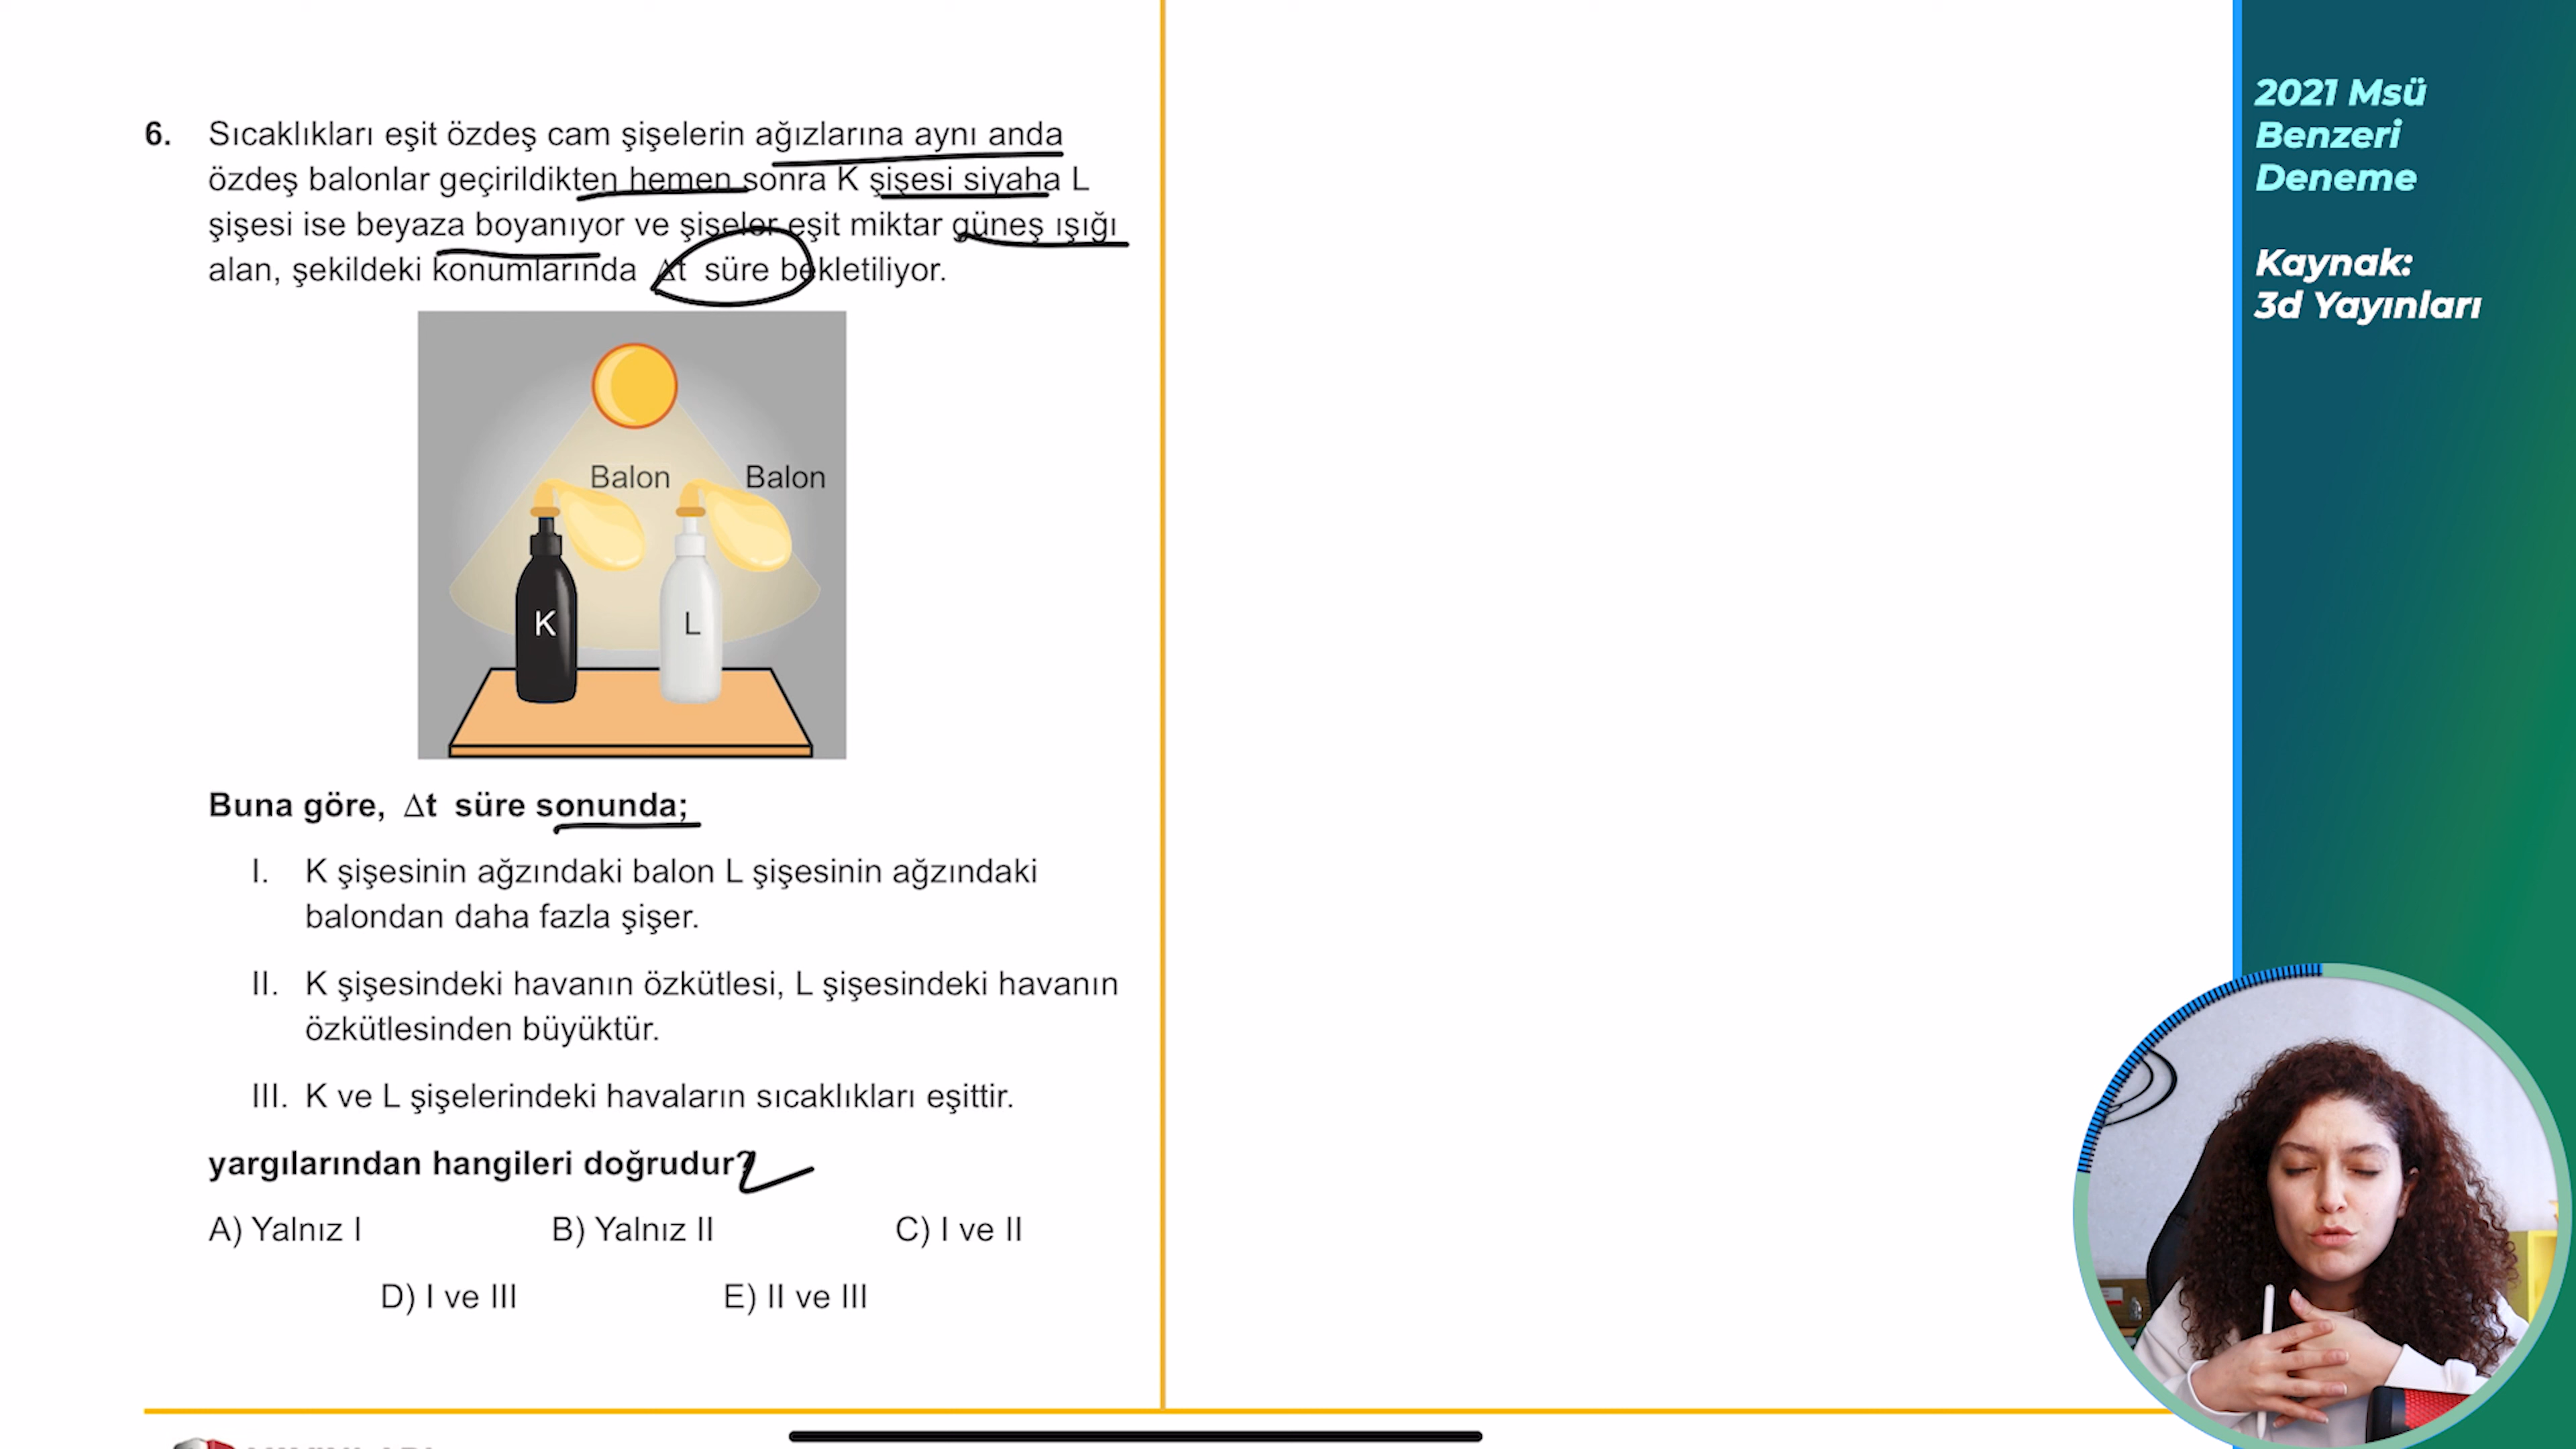 6. Sıcaklıkları eşit özdeş cam şişelerin ağızlarına aynı anda
özdeş balonlar geçirildikten hemen sonra K şişesi siyaha L
şişesi ise beyaza boyanıyor ve şişeler eşit miktar güneş ışığı
alan, şekildeki konumlarında Δt süre bekletiliyor.
Balon Balon
K L
Buna göre, Δt süre sonunda;
I. K şişesinin ağzındaki balon L şişesinin ağzındaki
balondan daha fazla şişer.
II. K şişesindeki havanın özkütlesi, L şişesindeki havanın
özkütlesinden büyüktür.
III. K ve L şişelerindeki havaların sıcaklıkları eşittir.
yargılarından hangileri doğrudur?
A) Yalnız I B) Yalnız II C) I ve II
D) I ve III E) II ve III
2021 Msü
Benzeri
Deneme
Kaynak:
3d Yayınları